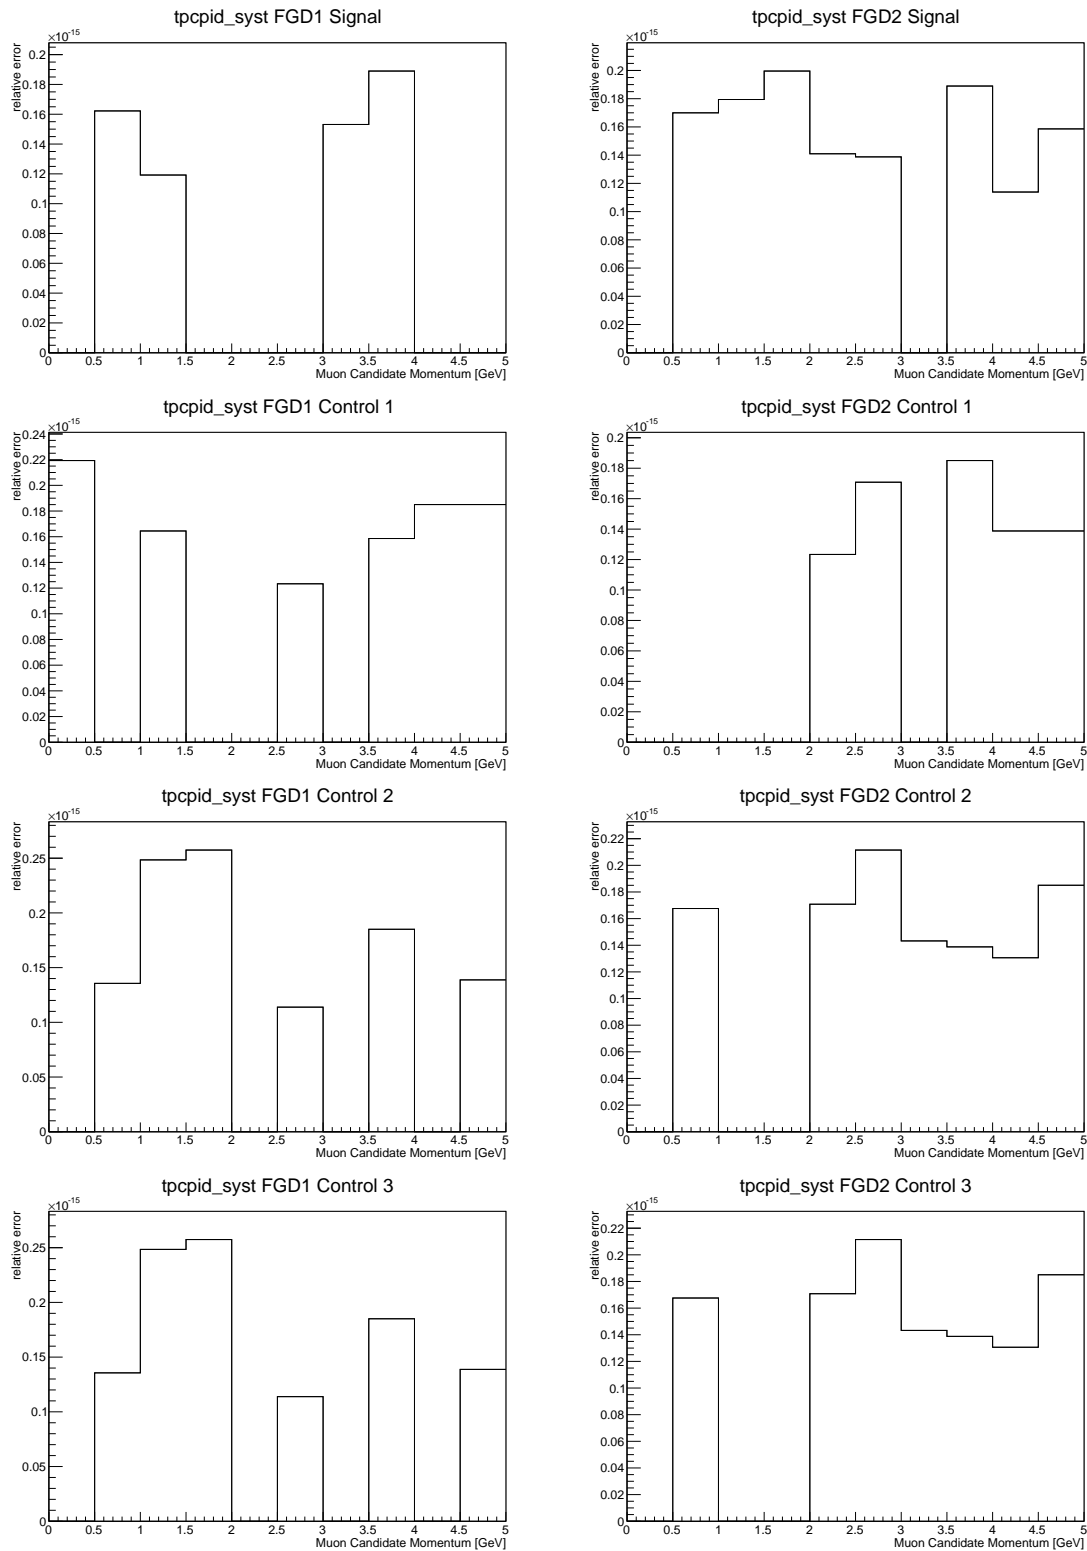 tpcpid_syst FGD1 Signal
×10⁻¹⁵
relative error
0.2
0.18
0.16
0.14
0.12
0.1
0.08
0.06
0.04
0.02
0
0 0.5 1 1.5 2 2.5 3 3.5 4 4.5 5
Muon Candidate Momentum [GeV]
tpcpid_syst FGD2 Signal
×10⁻¹⁵
relative error
0.2
0.18
0.16
0.14
0.12
0.1
0.08
0.06
0.04
0.02
0
0 0.5 1 1.5 2 2.5 3 3.5 4 4.5 5
Muon Candidate Momentum [GeV]
tpcpid_syst FGD1 Control 1
×10⁻¹⁵
relative error
0.24
0.22
0.2
0.18
0.16
0.14
0.12
0.1
0.08
0.06
0.04
0.02
0
0 0.5 1 1.5 2 2.5 3 3.5 4 4.5 5
Muon Candidate Momentum [GeV]
tpcpid_syst FGD2 Control 1
×10⁻¹⁵
relative error
0.2
0.18
0.16
0.14
0.12
0.1
0.08
0.06
0.04
0.02
0
0 0.5 1 1.5 2 2.5 3 3.5 4 4.5 5
Muon Candidate Momentum [GeV]
tpcpid_syst FGD1 Control 2
×10⁻¹⁵
relative error
0.25
0.2
0.15
0.1
0.05
0
0 0.5 1 1.5 2 2.5 3 3.5 4 4.5 5
Muon Candidate Momentum [GeV]
tpcpid_syst FGD2 Control 2
×10⁻¹⁵
relative error
0.22
0.2
0.18
0.16
0.14
0.12
0.1
0.08
0.06
0.04
0.02
0
0 0.5 1 1.5 2 2.5 3 3.5 4 4.5 5
Muon Candidate Momentum [GeV]
tpcpid_syst FGD1 Control 3
×10⁻¹⁵
relative error
0.25
0.2
0.15
0.1
0.05
0
0 0.5 1 1.5 2 2.5 3 3.5 4 4.5 5
Muon Candidate Momentum [GeV]
tpcpid_syst FGD2 Control 3
×10⁻¹⁵
relative error
0.22
0.2
0.18
0.16
0.14
0.12
0.1
0.08
0.06
0.04
0.02
0
0 0.5 1 1.5 2 2.5 3 3.5 4 4.5 5
Muon Candidate Momentum [GeV]